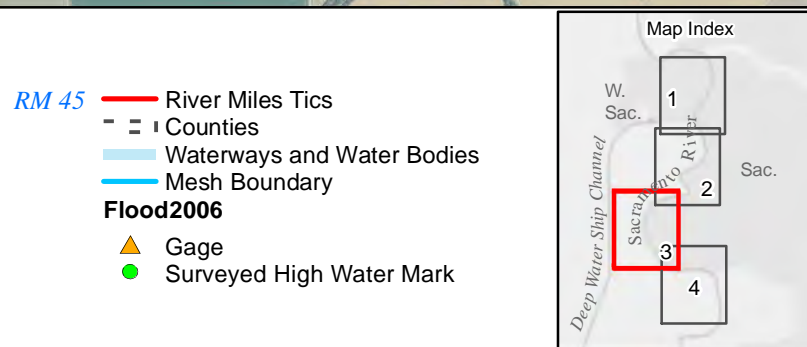 RM 45 River Miles Tics
Counties
Waterways and Water Bodies
Mesh Boundary
Flood2006
Gage
Surveyed High Water Mark
Map Index
W.
Sac.
1
Sacramento River
2
Sac.
Deep Water Ship Channel
3
4